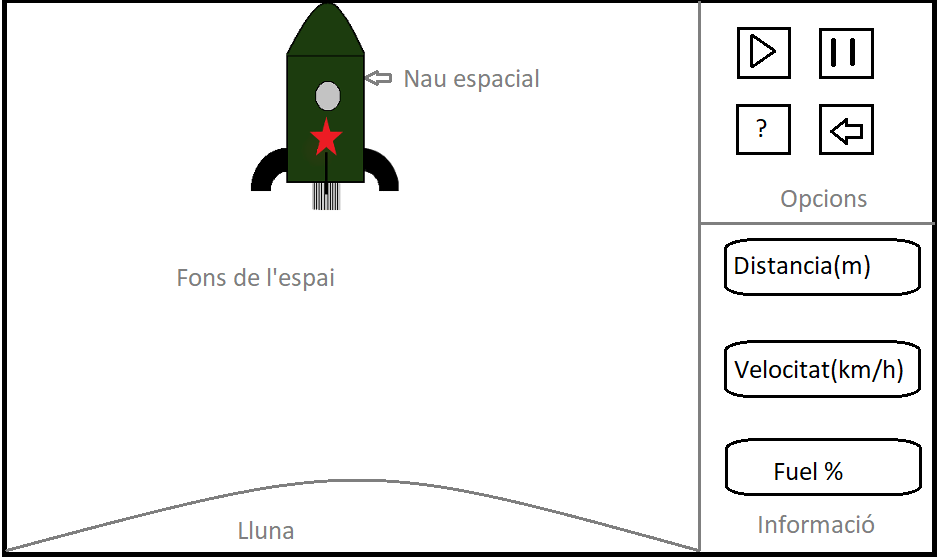 Nau espacial
Fons de l'espai
Lluna
?
Opcions
Distancia(m)
Velocitat(km/h)
Fuel %
Informació